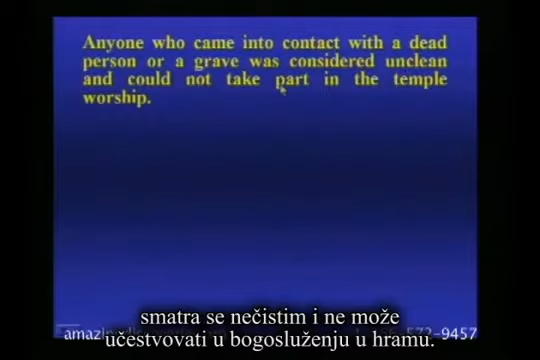 Anyone who came into contact with a dead
person or a grave was considered unclean
and could not take part in the temple
worship.
smatra se nečistim i ne može
učestvovati u bogosluženju u hramu.